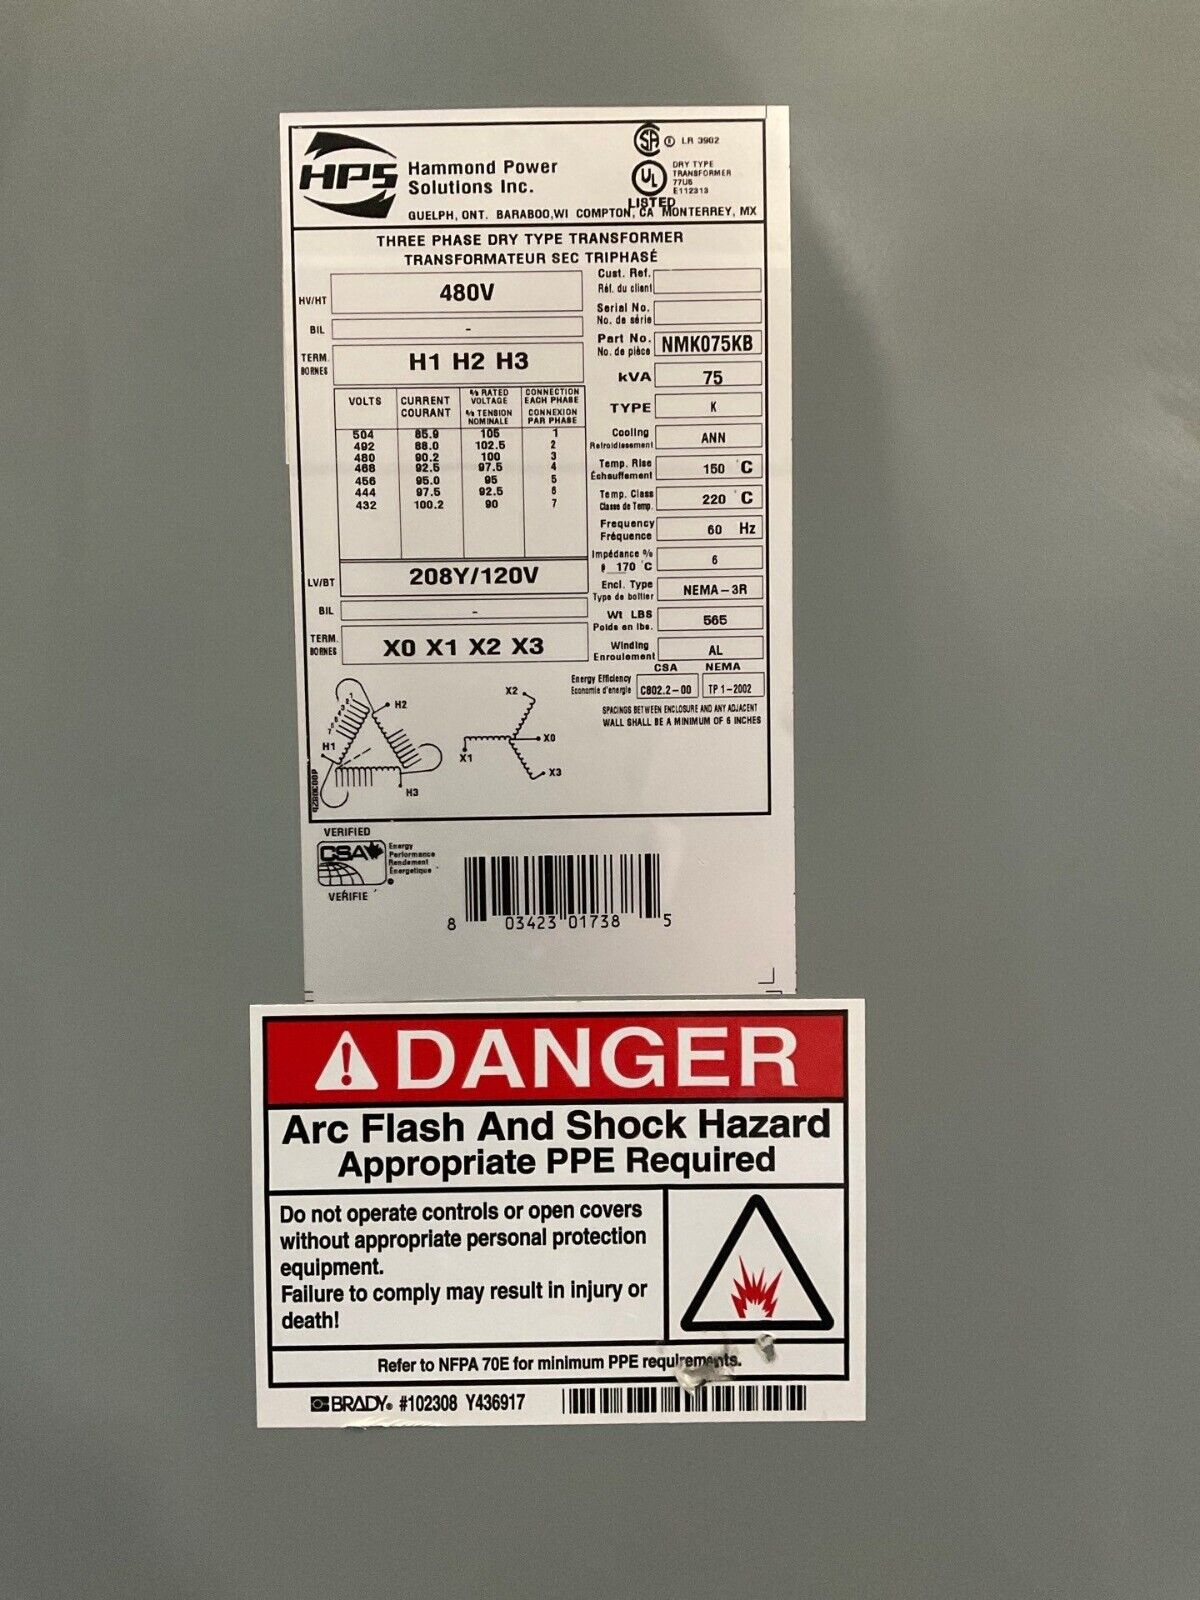 HPS Hammond Power
Solutions Inc.
GUELPH, ONT. BARABOO,WI COMPTON, CA MONTERREY, MX
SA LR 3902
UL DRY TYPE
TRANSFORMER
77U6
E112313
LISTED
THREE PHASE DRY TYPE TRANSFORMER
TRANSFORMATEUR SEC TRIPHASÉ
HV/HT 480V
BIL -
TERM. BORNES H1 H2 H3
VOLTS CURRENT COURANT % RATED VOLTAGE % TENSION NOMINALE CONNECTION EACH PHASE CONNEXION PAR PHASE
504 85.9 105 1
492 88.0 102.5 2
480 90.2 100 3
468 92.5 97.5 4
456 95.0 95 5
444 97.5 92.5 6
432 100.2 90 7
LV/BT 208Y/120V
BIL -
TERM. BORNES X0 X1 X2 X3
Cust. Ref.
Réf. du client
Serial No.
No. de série
Part No. NMK075KB
No. de pièce
kVA 75
TYPE K
Cooling ANN
Refroidissement
Temp. Rise 150 °C
Échauffement
Temp. Class 220 °C
Classe de Temp.
Frequency 60 Hz
Fréquence
Impédance % 6
170 °C
Encl. Type NEMA-3R
Type de boîtier
Wt LBS 565
Poids en lbs.
Winding AL
Enroulement
CSA NEMA
Energy Efficiency C802.2-00 TP 1-2002
Economie d'énergie
SPACINGS BETWEEN ENCLOSURE AND ANY ADJACENT
WALL SHALL BE A MINIMUM OF 6 INCHES
H1 H2 H3
1 2 3 4 5 6 7
X2 X0 X1 X3
VERIFIED
CSA Energy
Performance
Rendement
Énergétique
VERIFIE
8 03423 01738 5
DANGER
Arc Flash And Shock Hazard
Appropriate PPE Required
Do not operate controls or open covers
without appropriate personal protection
equipment.
Failure to comply may result in injury or
death!
Refer to NFPA 70E for minimum PPE requirements.
BRADY® #102308 Y436917